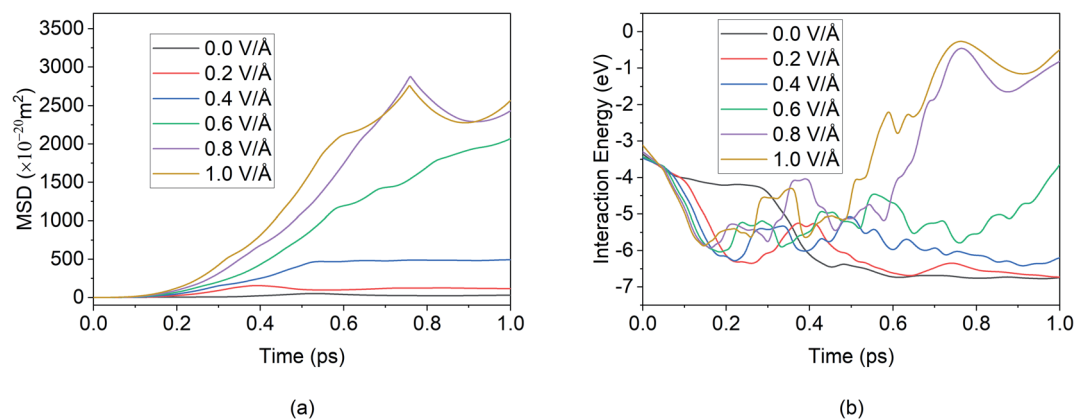 3500
3000
2500
2000
1500
1000
500
0
MSD (×10⁻²⁰m²)
0.0 V/Å
0.2 V/Å
0.4 V/Å
0.6 V/Å
0.8 V/Å
1.0 V/Å
0.0 0.2 0.4 0.6 0.8 1.0
Time (ps)
(a)
0
-1
-2
-3
-4
-5
-6
-7
Interaction Energy (eV)
0.0 V/Å
0.2 V/Å
0.4 V/Å
0.6 V/Å
0.8 V/Å
1.0 V/Å
0.0 0.2 0.4 0.6 0.8 1.0
Time (ps)
(b)